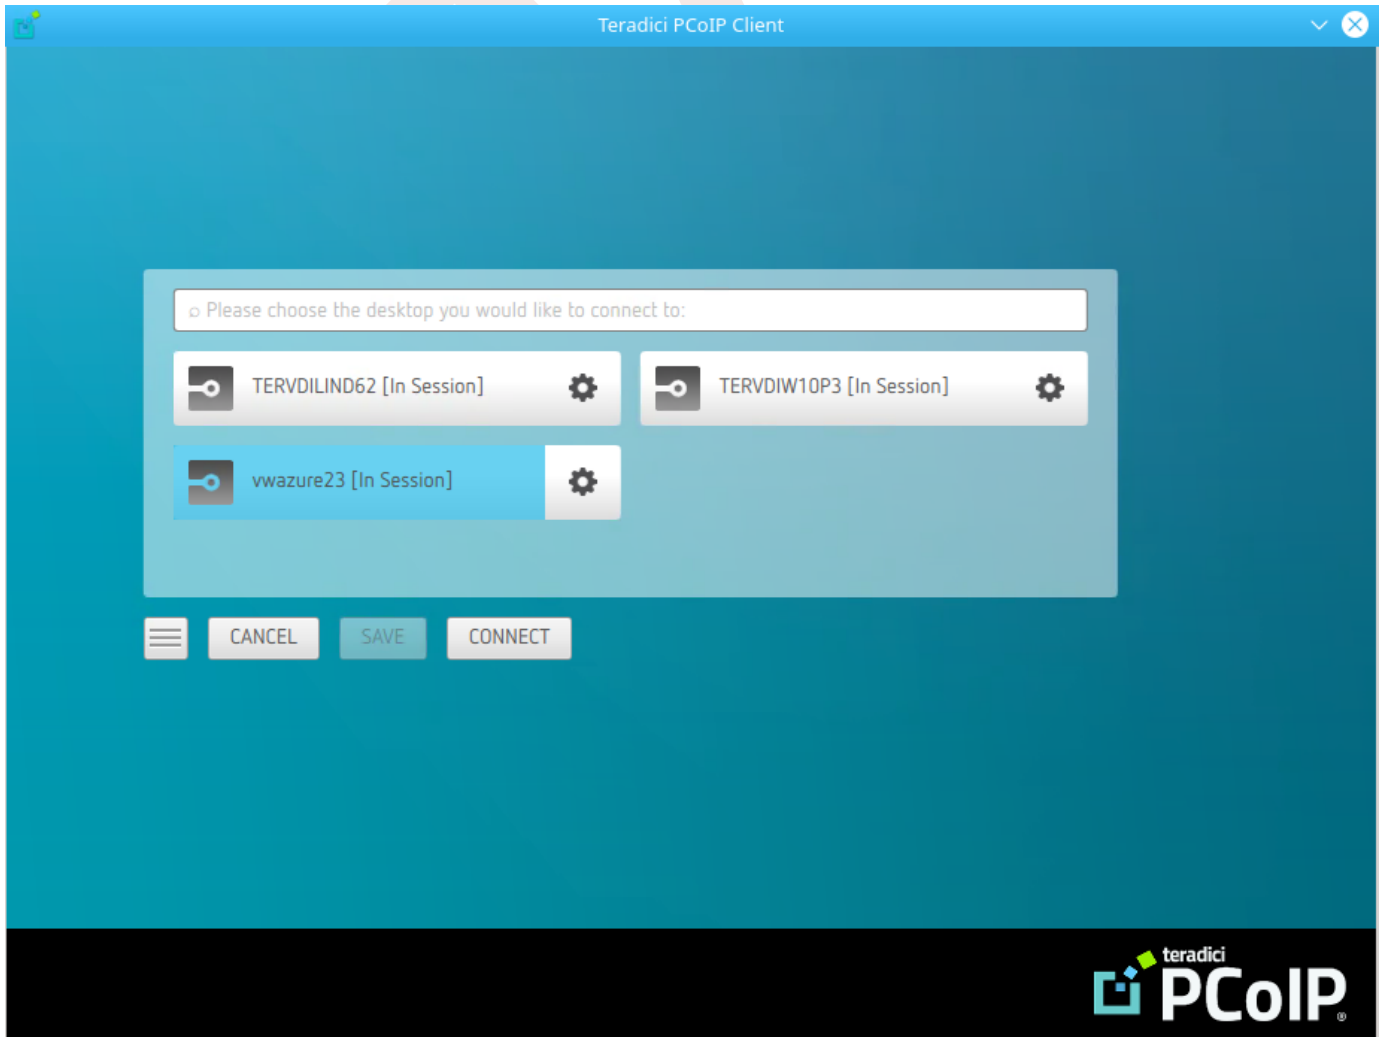 Teradici PCoIP Client
Please choose the desktop you would like to connect to:
TERVDILIND62 [In Session]
TERVDIW10P3 [In Session]
vwazure23 [In Session]
CANCEL
SAVE
CONNECT
teradici
PCoIP®